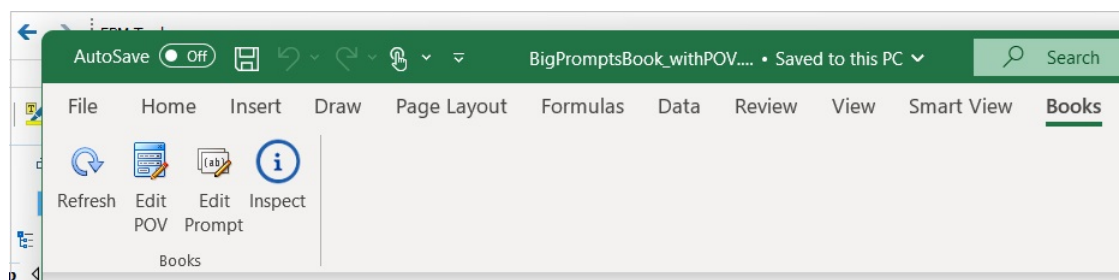 AutoSave Off BigPromptsBook_withPOV.... • Saved to this PC Search
File Home Insert Draw Page Layout Formulas Data Review View Smart View Books
Refresh Edit POV Edit Prompt Inspect
Books